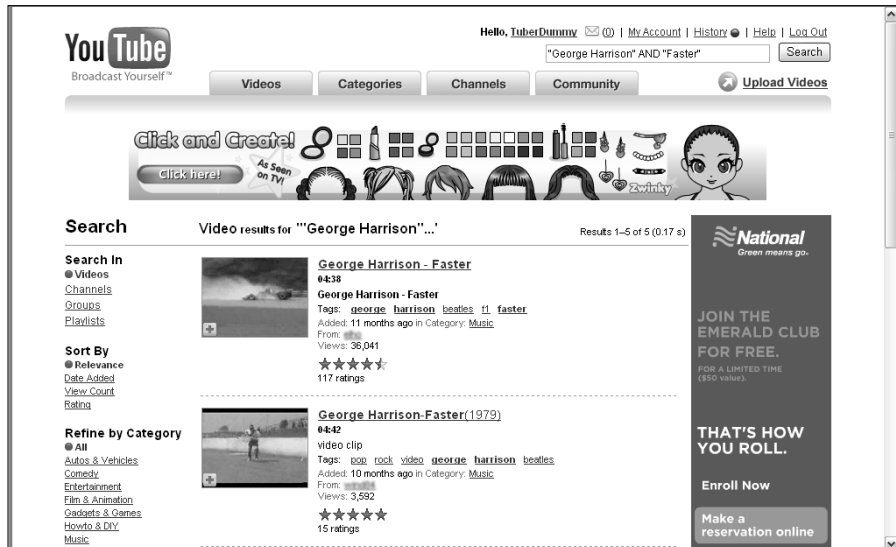 Hello, TuberDummy (0) | My Account | History | Help | Log Out
YouTube
Broadcast Yourself™
"George Harrison" AND "Faster"
Search
Videos
Categories
Channels
Community
Upload Videos
Click and Create!
Click here!
As Seen on TV!
Zwinky
Search
Video results for '"George Harrison"...'
Results 1–5 of 5 (0.17 s)
Search In
Videos
Channels
Groups
Playlists
Sort By
Relevance
Date Added
View Count
Rating
Refine by Category
All
Autos & Vehicles
Comedy
Entertainment
Film & Animation
Gadgets & Games
Howto & DIY
Music
George Harrison - Faster
04:38
George Harrison - Faster
Tags: george harrison beatles f1 faster
Added: 11 months ago in Category: Music
From:
Views: 36,041
117 ratings
George Harrison-Faster(1979)
04:42
video clip
Tags: pop rock video george harrison beatles
Added: 10 months ago in Category: Music
From:
Views: 3,592
15 ratings
National
Green means go.
JOIN THE
EMERALD CLUB
FOR FREE.
FOR A LIMITED TIME
($50 value).
THAT'S HOW
YOU ROLL.
Enroll Now
Make a
reservation online